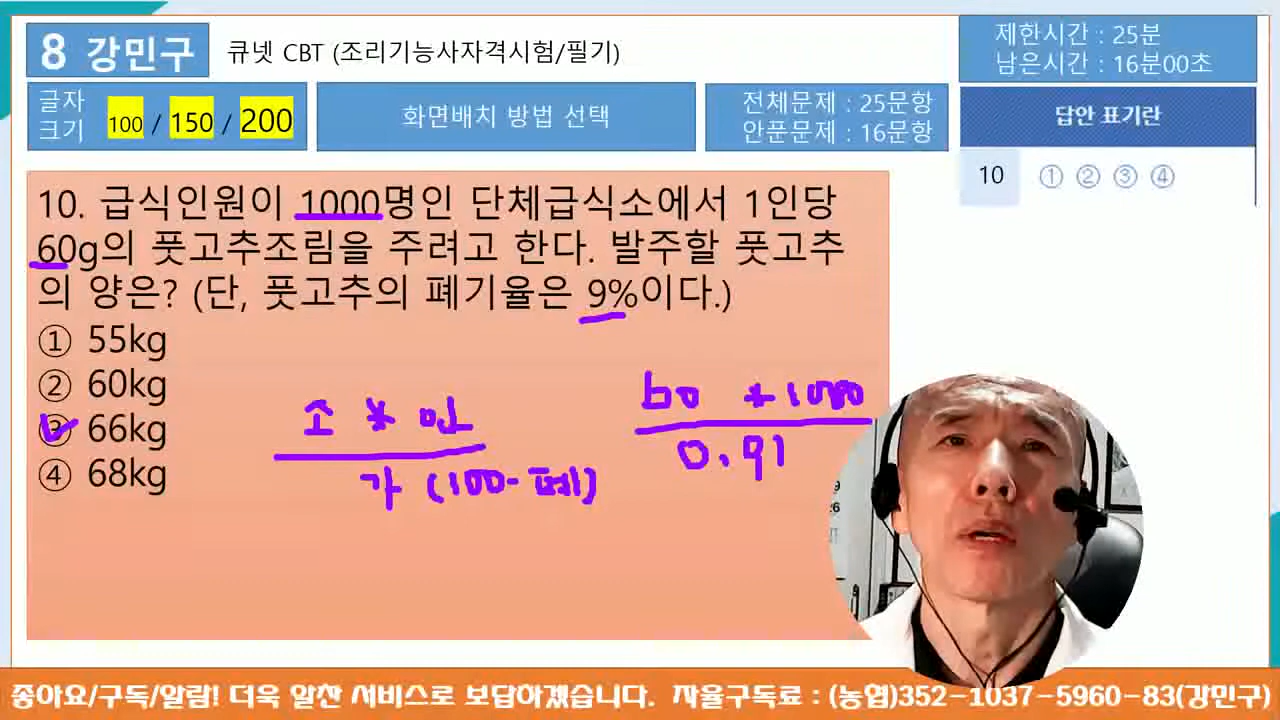 8 강민구
큐넷 CBT (조리기능사자격시험/필기)
제한시간 : 25분
남은시간 : 16분00초
글자
크기
100 / 150 / 200
화면배치 방법 선택
전체문제 : 25문항
안푼문제 : 16문항
답안 표기란
10 ① ② ③ ④
10. 급식인원이 1000명인 단체급식소에서 1인당
60g의 풋고추조림을 주려고 한다. 발주할 풋고추
의 양은? (단, 풋고추의 폐기율은 9%이다.)
① 55kg
② 60kg
③ 66kg
④ 68kg
소 * 인
가 (100-폐)
60 * 1000
0.91
좋아요/구독/알람! 더욱 알찬 서비스로 보답하겠습니다. 자율구독료 : (농협)352-1037-5960-83(강민구)